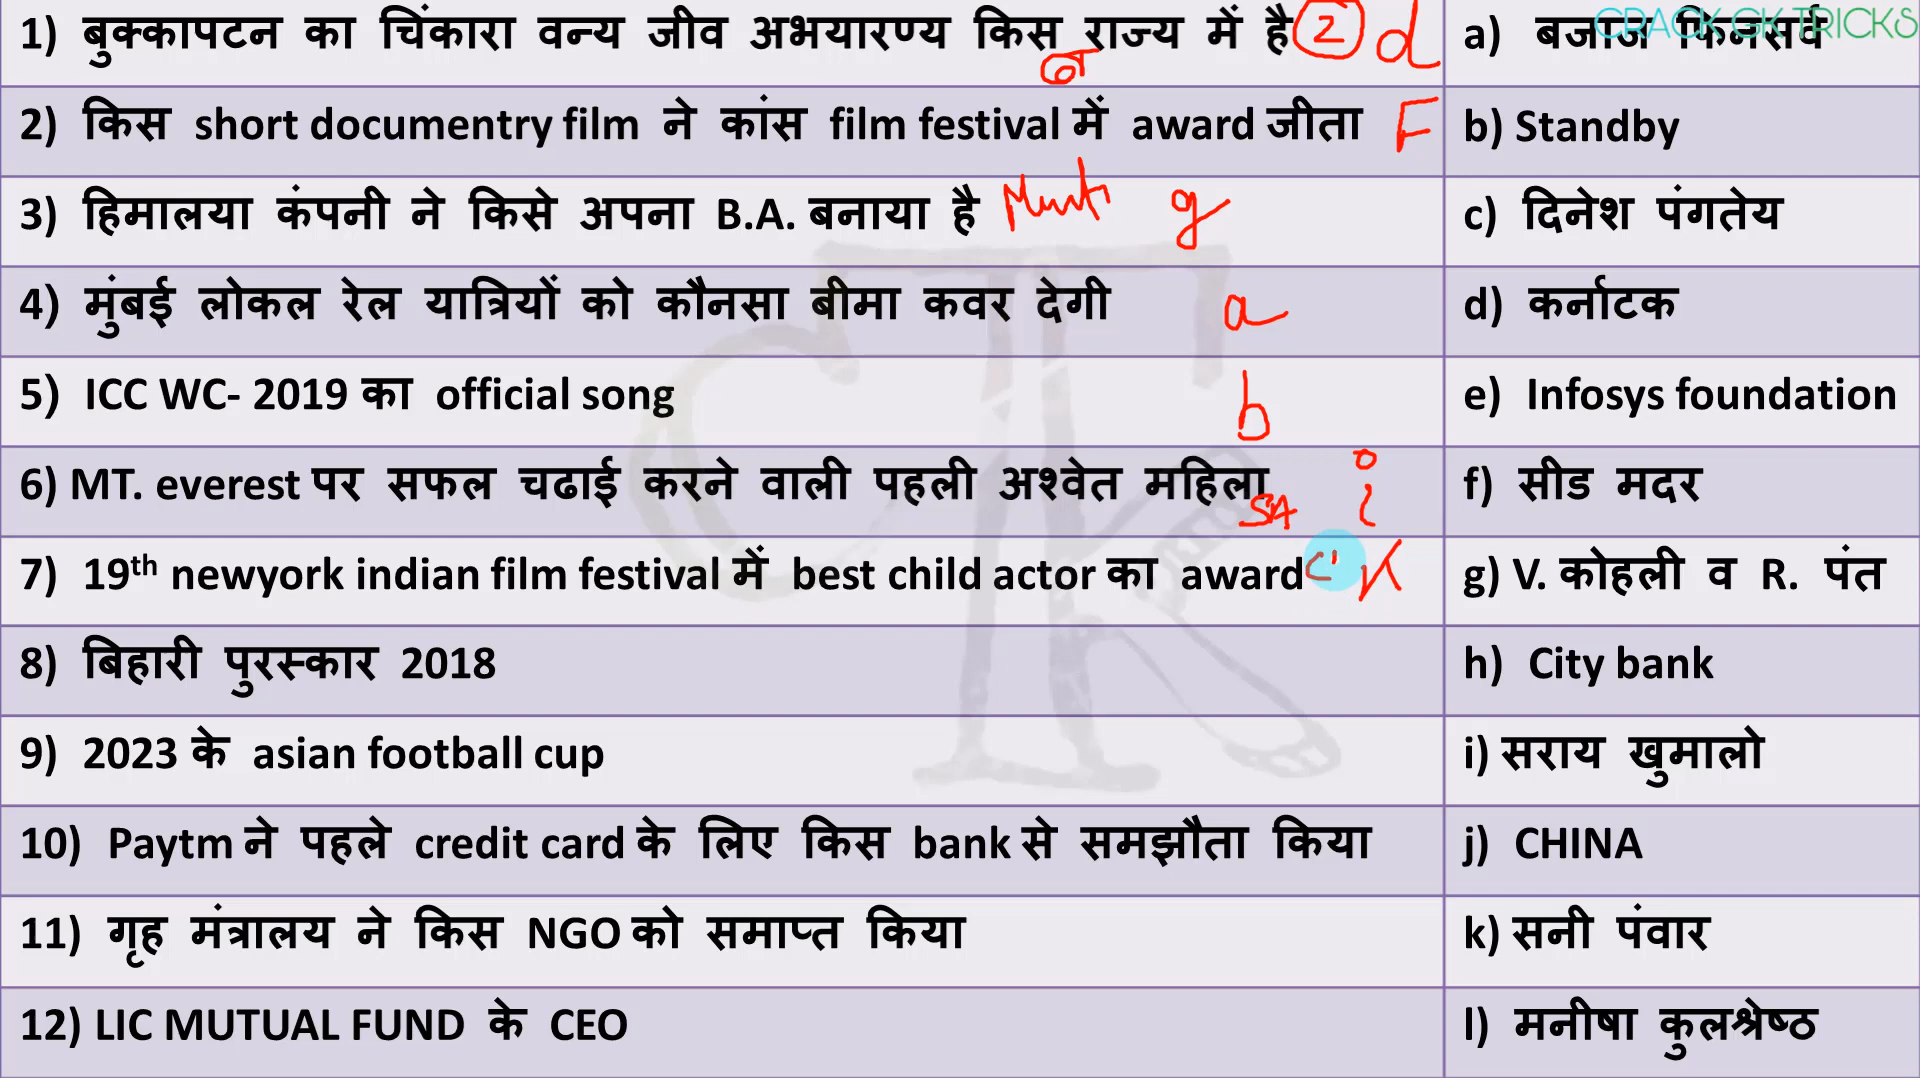 CRACK GK TRICKS
1) बुक्कापटन का चिंकारा वन्य जीव अभयारण्य किस राज्य में है 2 d a) बजाज फिनसर्व
2) किस short documentry film ने कांस film festival में award जीता F b) Standby
3) हिमालया कंपनी ने किसे अपना B.A. बनाया है g c) दिनेश पंगतेय
4) मुंबई लोकल रेल यात्रियों को कौनसा बीमा कवर देगी a d) कर्नाटक
5) ICC WC- 2019 का official song b e) Infosys foundation
6) MT. everest पर सफल चढाई करने वाली पहली अश्वेत महिला SA i f) सीड मदर
7) 19th newyork indian film festival में best child actor का award K g) V. कोहली व R. पंत
8) बिहारी पुरस्कार 2018 h) City bank
9) 2023 के asian football cup i) सराय खुमालो
10) Paytm ने पहले credit card के लिए किस bank से समझौता किया j) CHINA
11) गृह मंत्रालय ने किस NGO को समाप्त किया k) सनी पंवार
12) LIC MUTUAL FUND के CEO l) मनीषा कुलश्रेष्ठ